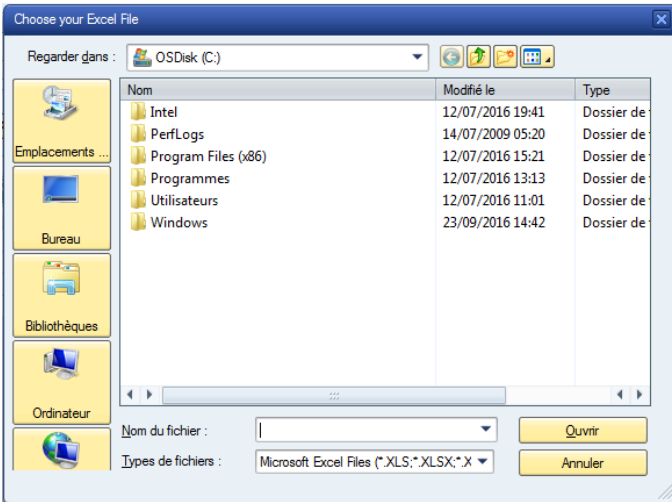 Choose your Excel File
Regarder dans :
OSDisk (C:)
Emplacements ...
Bureau
Bibliothèques
Ordinateur
Nom Modifié le Type
Intel 12/07/2016 19:41 Dossier de
PerfLogs 14/07/2009 05:20 Dossier de
Program Files (x86) 12/07/2016 15:21 Dossier de
Programmes 12/07/2016 13:13 Dossier de
Utilisateurs 12/07/2016 11:01 Dossier de
Windows 23/09/2016 14:42 Dossier de
Nom du fichier : Ouvrir
Types de fichiers : Microsoft Excel Files (*.XLS;*.XLSX;*.X Annuler